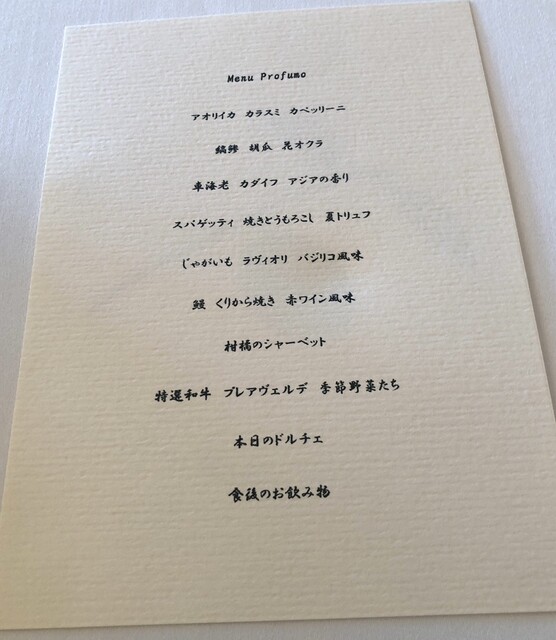 Menu Profumo
アオリイカ カラスミ カペッリーニ
縞鯵 胡瓜 花オクラ
車海老 カダイフ アジアの香り
スパゲッティ 焼きとうもろこし 夏トリュフ
じゃがいも ラヴィオリ バジリコ風味
鰻 くりから焼き 赤ワイン風味
柑橘のシャーベット
特選和牛 ブレアヴェルデ 季節野菜たち
本日のドルチェ
食後のお飲み物